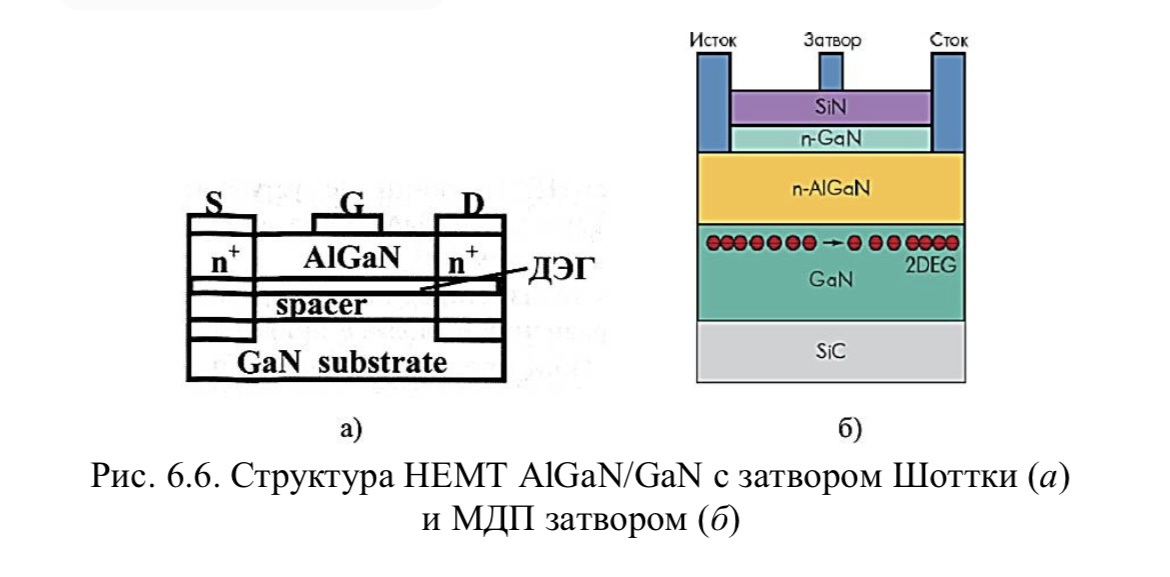 S G D
n+ AlGaN n+
ДЭГ
spacer
GaN substrate
а)
Исток Затвор Сток
SiN
n-GaN
n-AlGaN
2DEG
GaN
SiC
б)
Рис. 6.6. Структура HEMT AlGaN/GaN с затвором Шоттки (а)
и МДП затвором (б)